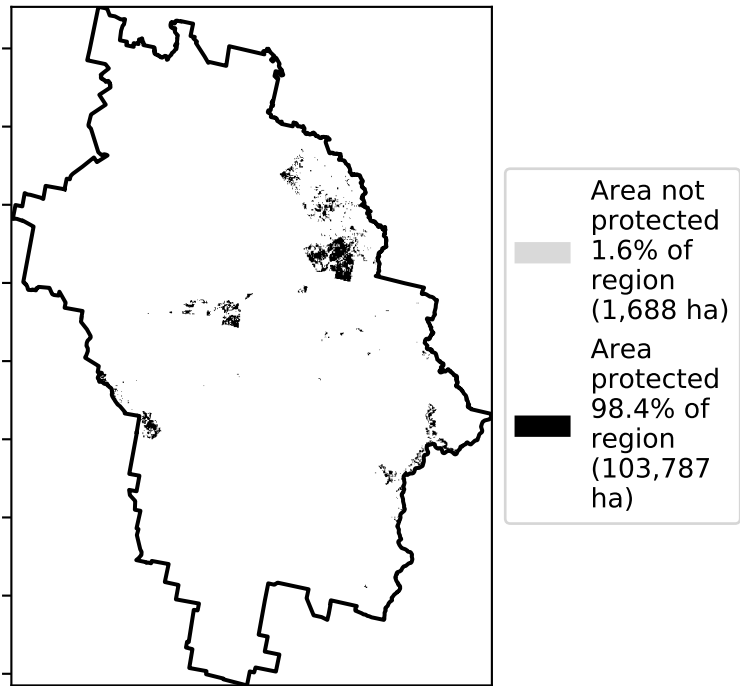 Area not
protected
1.6% of
region
(1,688 ha)
Area
protected
98.4% of
region
(103,787
ha)